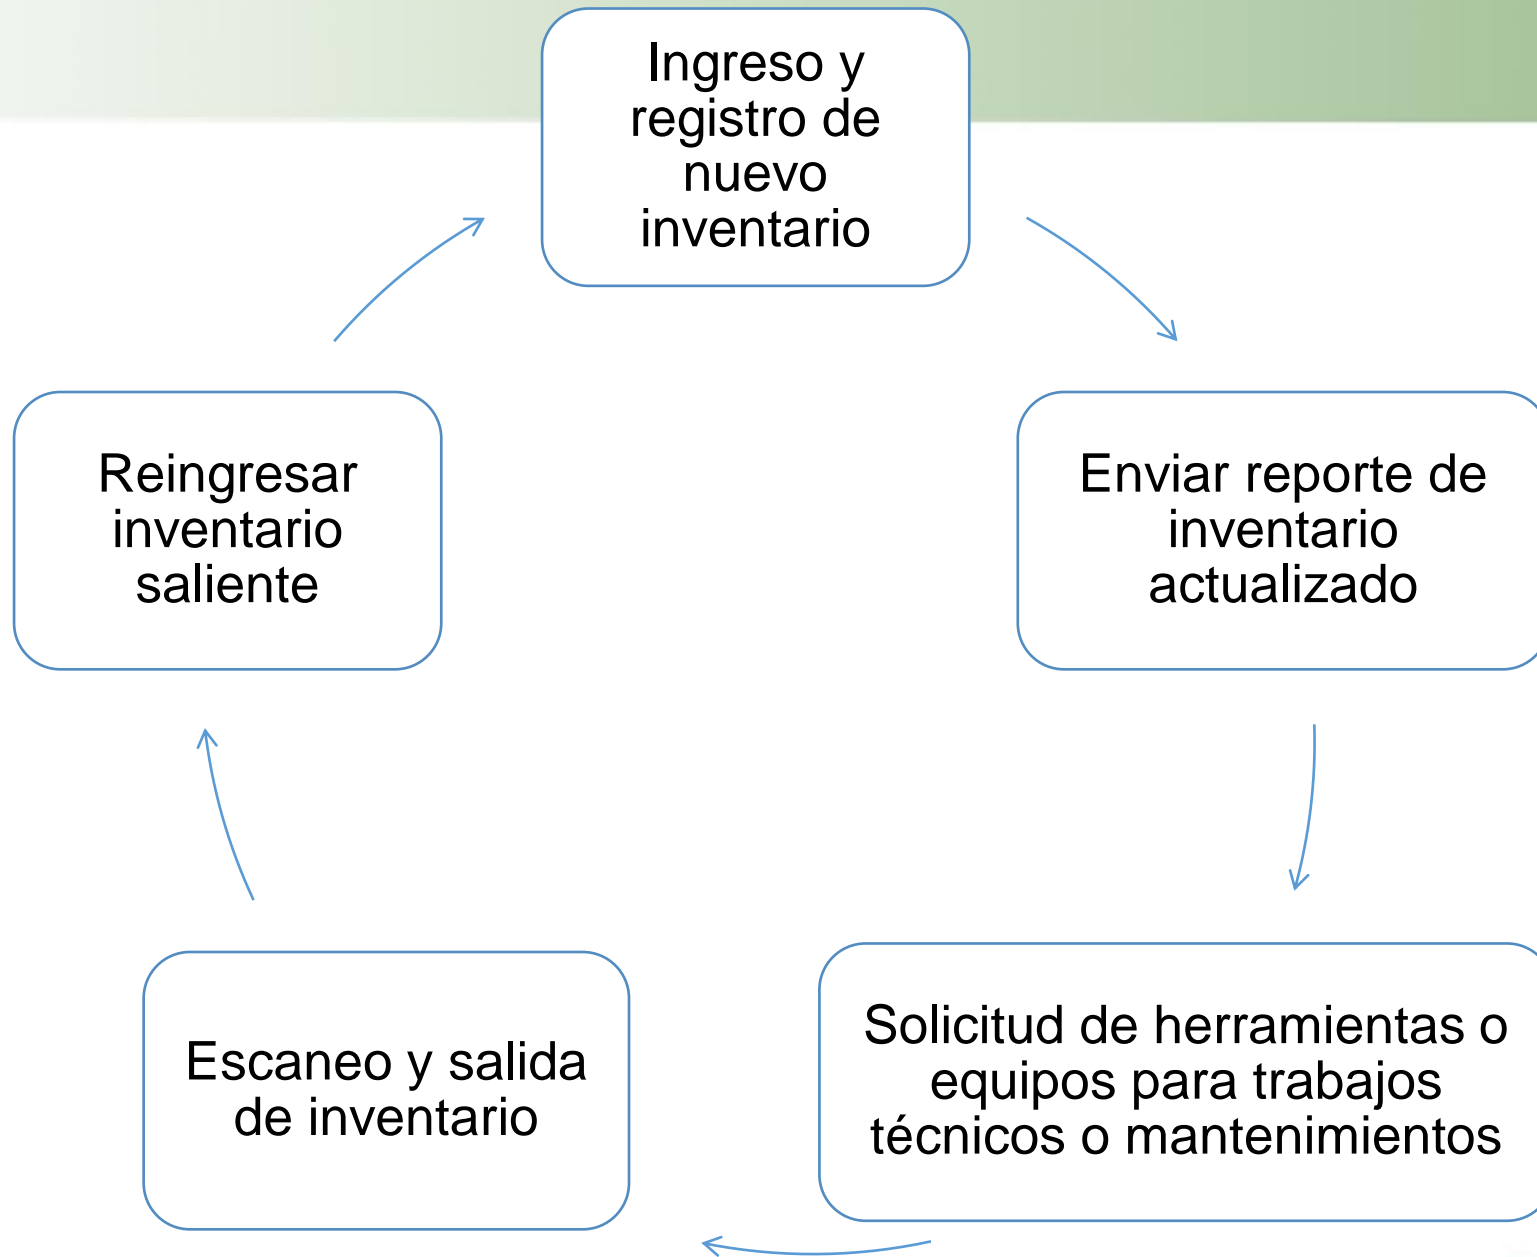 Ingreso y
registro de
nuevo
inventario
Enviar reporte de
inventario
actualizado
Solicitud de herramientas o
equipos para trabajos
técnicos o mantenimientos
Escaneo y salida
de inventario
Reingresar
inventario
saliente